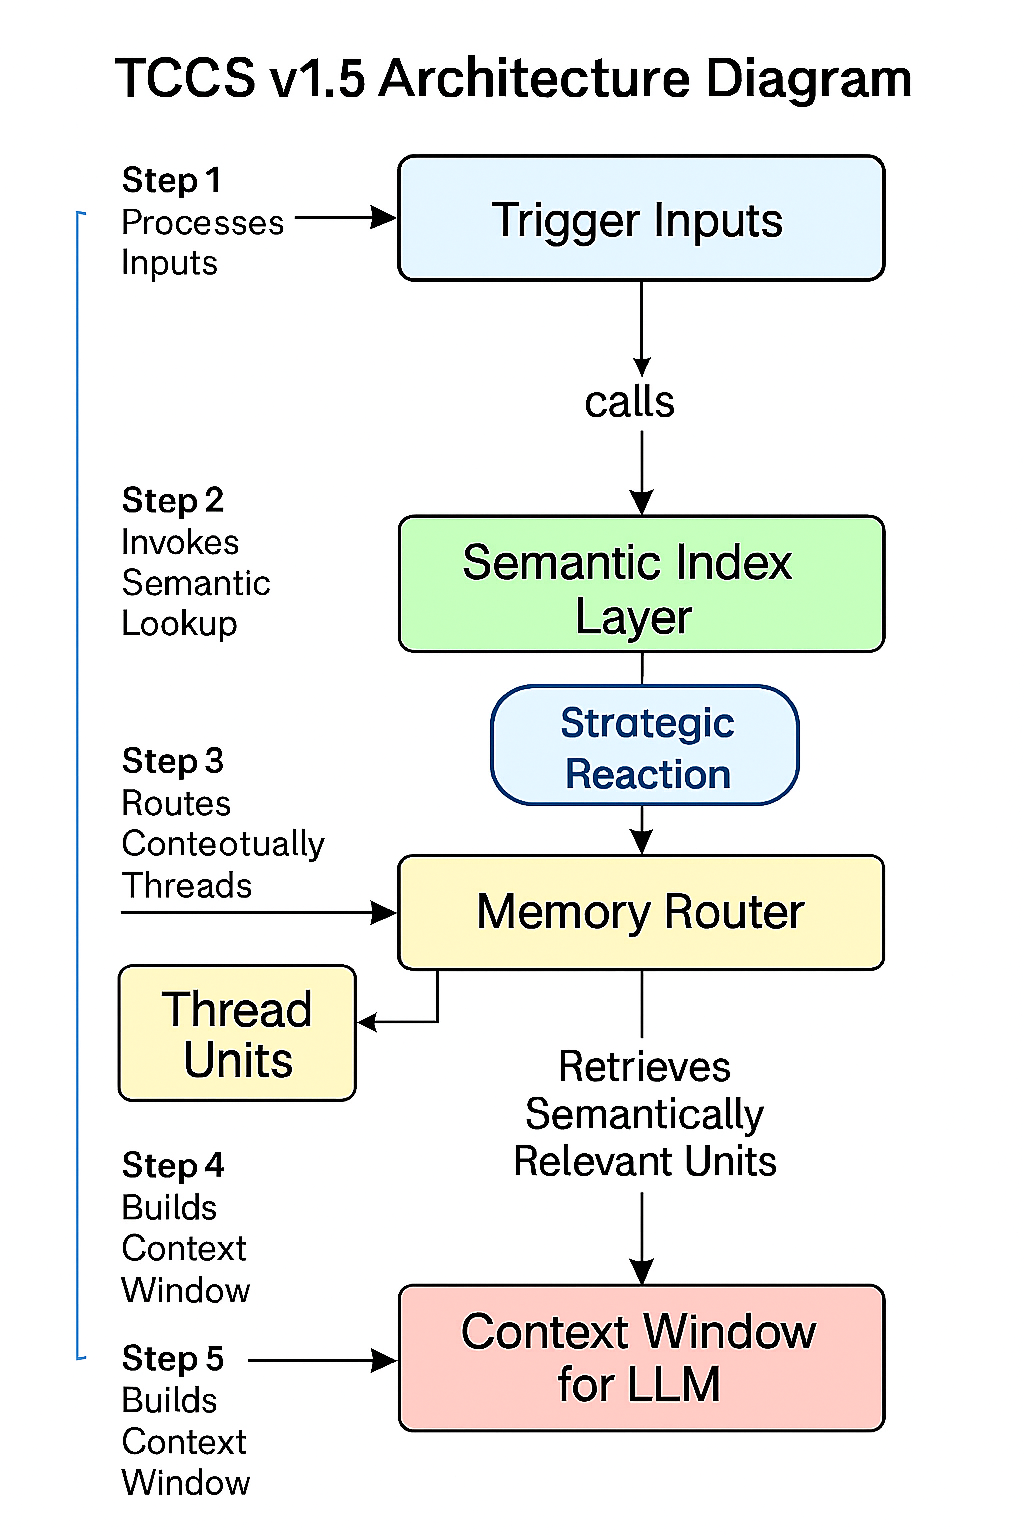 TCCS v1.5 Architecture Diagram
Step 1
Processes
Inputs
Trigger Inputs
calls
Step 2
Invokes
Semantic
Lookup
Semantic Index
Layer
Strategic
Reaction
Step 3
Routes
Conteotually
Threads
Memory Router
Thread
Units
Retrieves
Semantically
Relevant Units
Step 4
Builds
Context
Window
Step 5
Builds
Context
Window
Context Window
for LLM